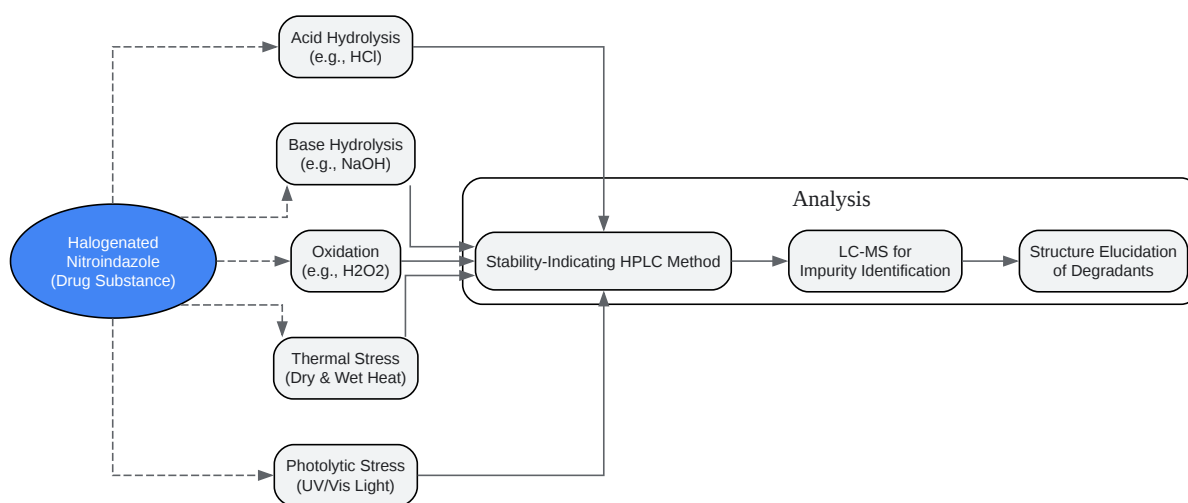 Acid Hydrolysis
(e.g., HCl)
Base Hydrolysis
(e.g., NaOH)
Analysis
Halogenated
Nitroindazole
(Drug Substance)
Oxidation
(e.g., H2O2)
Stability-Indicating HPLC Method
LC-MS for
Impurity Identification
Structure Elucidation
of Degradants
Thermal Stress
(Dry & Wet Heat)
Photolytic Stress
(UV/Vis Light)